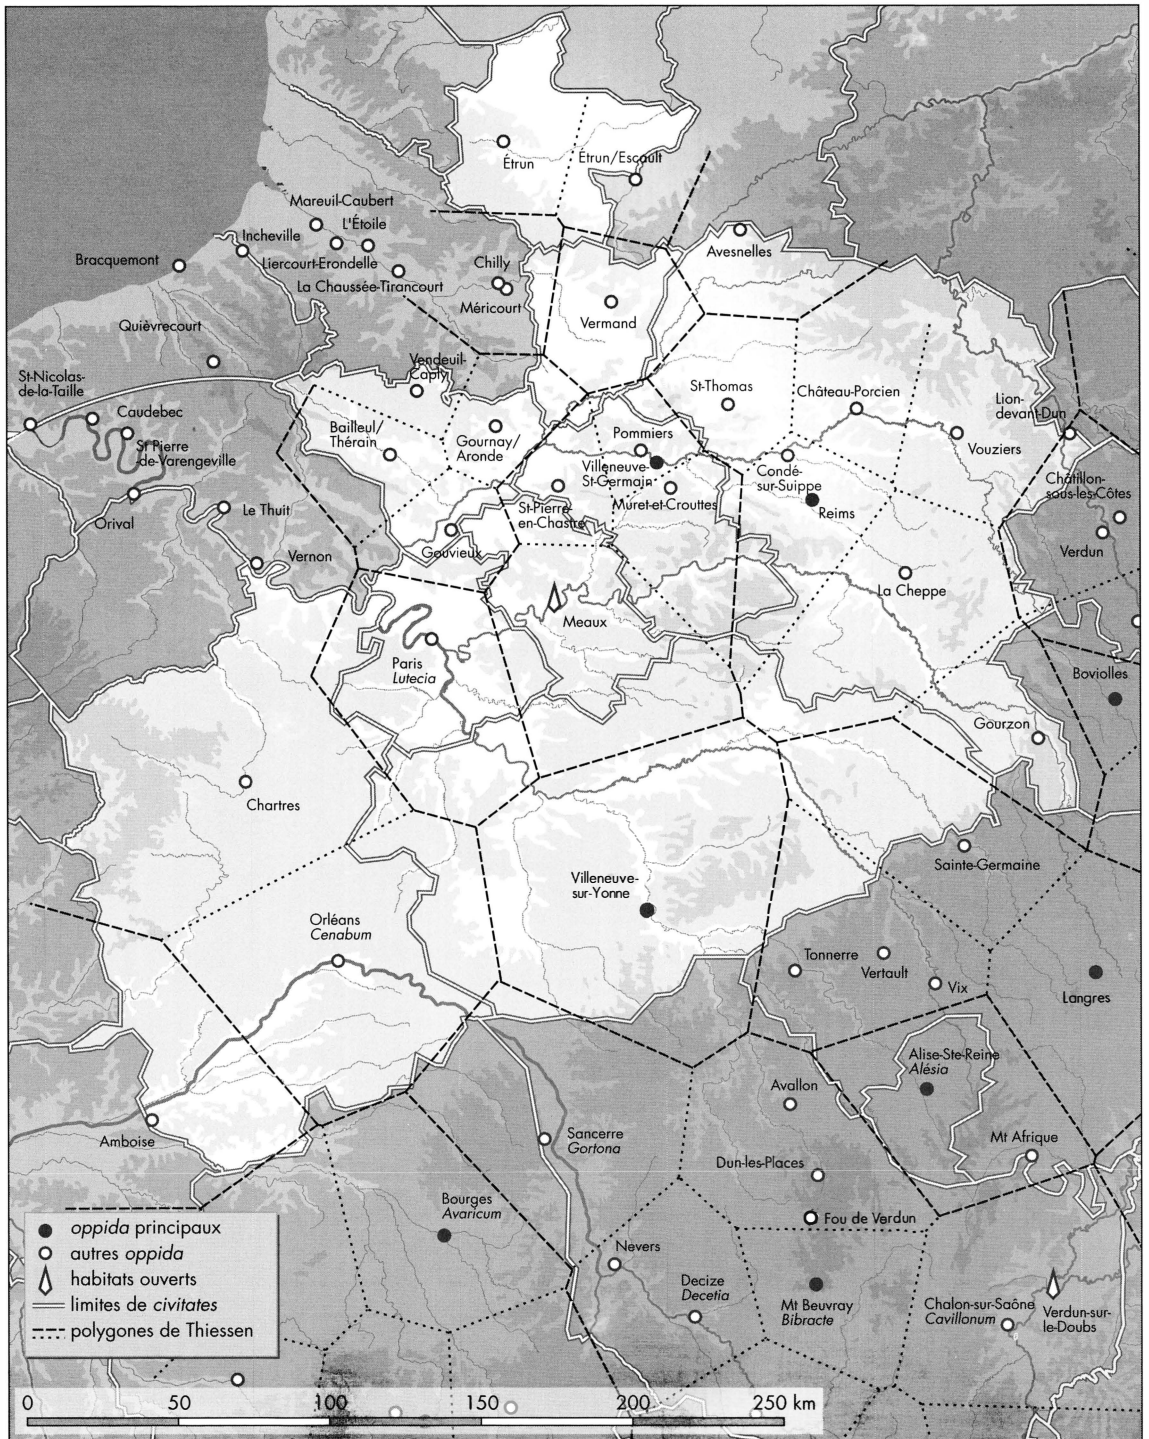 Étrun
Étrun/Escault
Mareuil-Caubert
L'Étoile
Incheville
Avesnelles
Bracquemont
Liercourt-Erondelle
Chilly
La Chaussée-Tirancourt
Méricourt
Quièvrecourt
Vermand
Vendeuil-
Caply
St-Nicolas-
de-la-Taille
St-Thomas
Château-Porcien
Lion-
devant-Dun
Caudebec
Bailleul/
Thérain
Gournay/
Aronde
Pommiers
St Pierre
-de-Varengeville
Vouziers
Villeneuve-
St-Germain
Condé-
sur-Suippe
Châtillon-
sous-les-Côtes
Orival
Le Thuit
St-Pierre-
en-Chastre
Muret-et-Crouttes
Reims
Verdun
Vernon
Gouvieux
La Cheppe
Meaux
Paris
Lutecia
Boviolles
Gourzon
Chartres
Sainte-Germaine
Villeneuve-
sur-Yonne
Orléans
Cenabum
Tonnerre
Vertault
Vix
Langres
Alise-Ste-Reine
Alésia
Avallon
Amboise
Sancerre
Gortona
Mt Afrique
Dun-les-Places
Bourges
Avaricum
Fou de Verdun
Nevers
Decize
Decetia
Mt Beuvray
Bibracte
Chalon-sur-Saône
Cavillonum
Verdun-sur-
le-Doubs
oppida principaux
autres oppida
habitats ouverts
limites de civitates
polygones de Thiessen
0 50 100 150 200 250 km